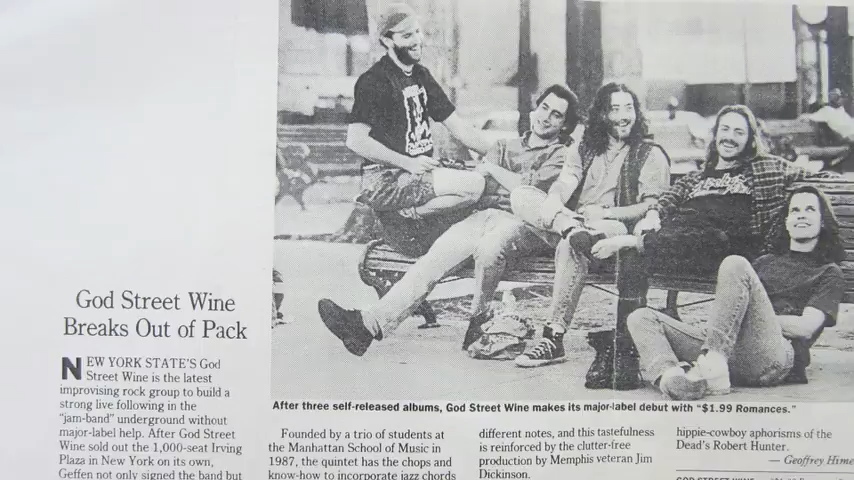 God Street Wine
Breaks Out of Pack
NEW YORK STATE'S God
Street Wine is the latest
improvising rock group to build a
strong live following in the
"jam-band" underground without
major-label help. After God Street
Wine sold out the 1,000-seat Irving
Plaza in New York on its own,
Geffen not only signed the band but
After three self-released albums, God Street Wine makes its major-label debut with "$1.99 Romances."
Founded by a trio of students at
the Manhattan School of Music in
1987, the quintet has the chops and
know-how to incorporate jazz chords
different notes, and this tastefulness
is reinforced by the clutter-free
production by Memphis veteran Jim
Dickinson.
hippie-cowboy aphorisms of the
Dead's Robert Hunter.
— Geoffrey Hime
GOD STREET WINE